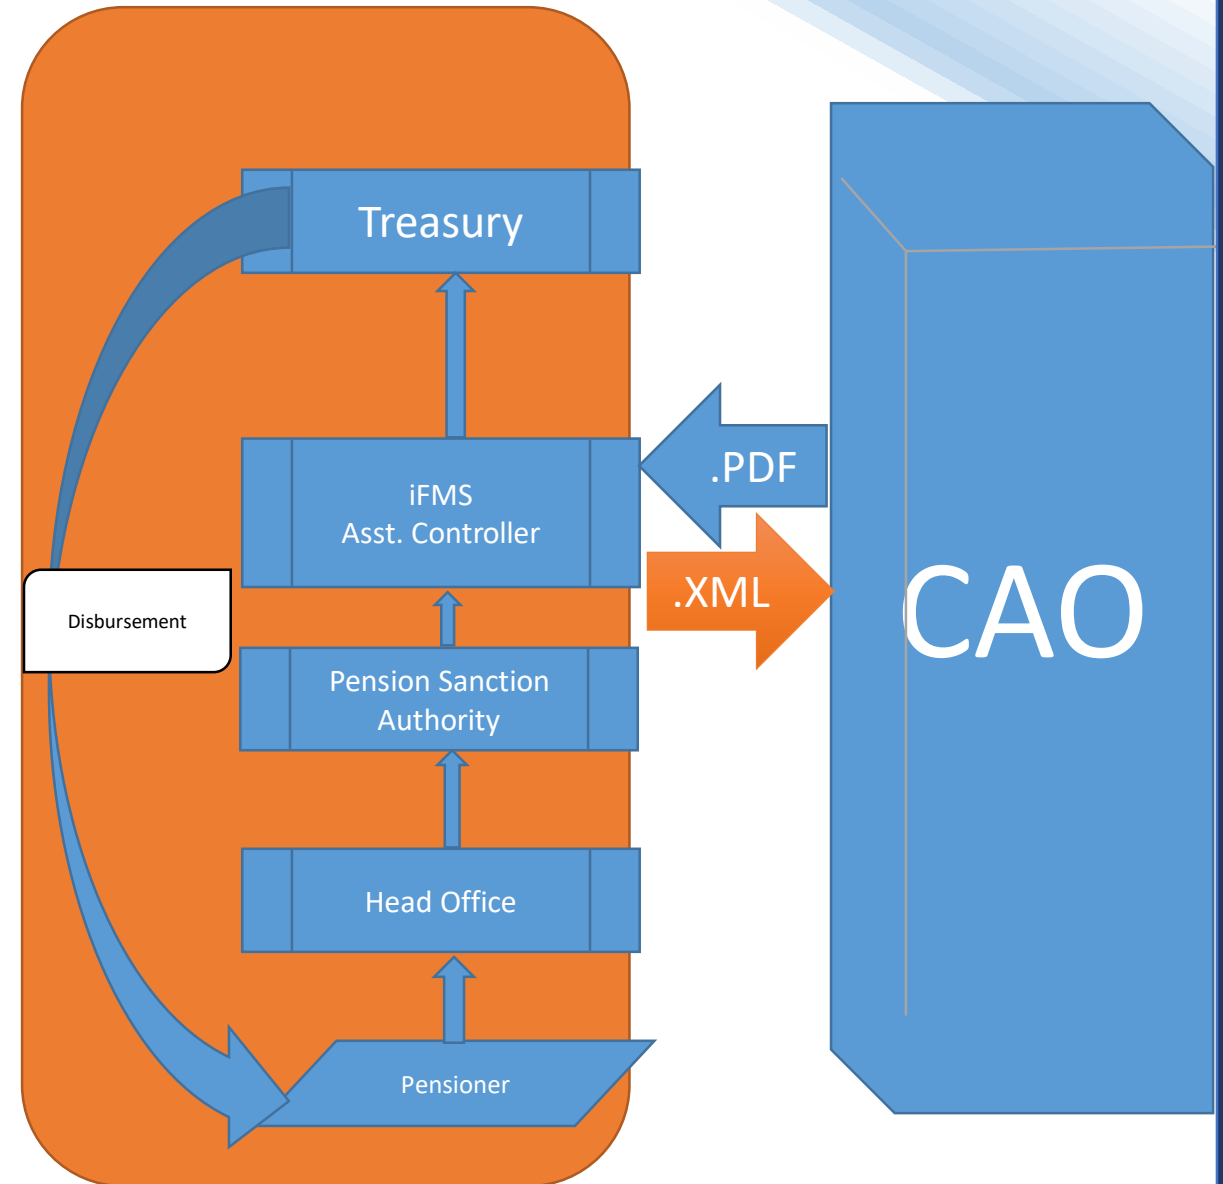 Treasury
iFMS
Asst. Controller
.PDF
.XML
CAO
Disbursement
Pension Sanction
Authority
Head Office
Pensioner